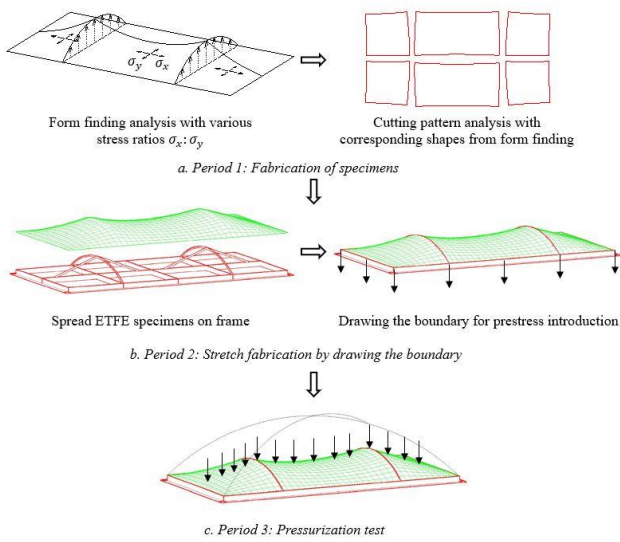 σy σx
Form finding analysis with various
stress ratios σx: σy
Cutting pattern analysis with
corresponding shapes from form finding
a. Period 1: Fabrication of specimens
Spread ETFE specimens on frame
Drawing the boundary for prestress introduction
b. Period 2: Stretch fabrication by drawing the boundary
c. Period 3: Pressurization test